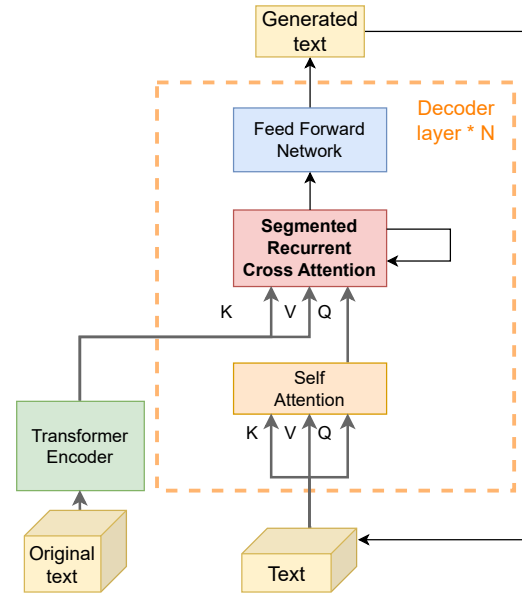 Generated
text
Decoder
layer * N
Feed Forward
Network
Segmented
Recurrent
Cross Attention
K V Q
Self
Attention
K V Q
Transformer
Encoder
Original
text
Text